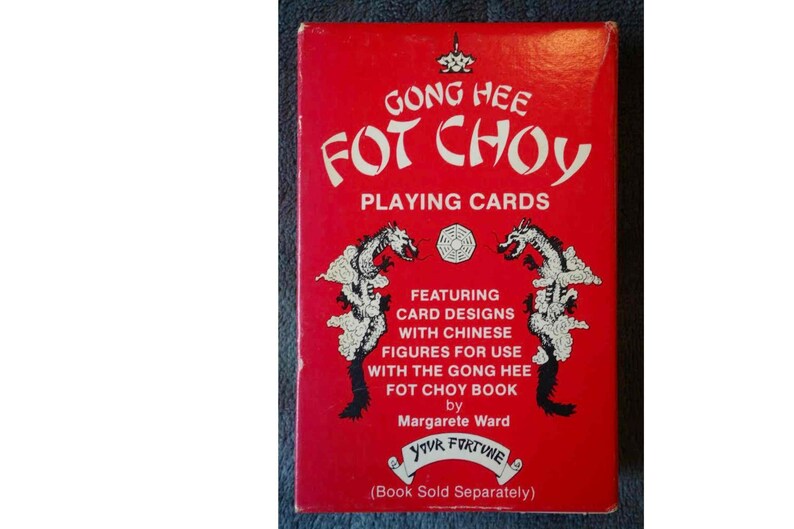 GONG HEE
FOT CHOY
PLAYING CARDS
FEATURING
CARD DESIGNS
WITH CHINESE
FIGURES FOR USE
WITH THE GONG HEE
FOT CHOY BOOK
by
Margarete Ward
YOUR FORTUNE
(Book Sold Separately)